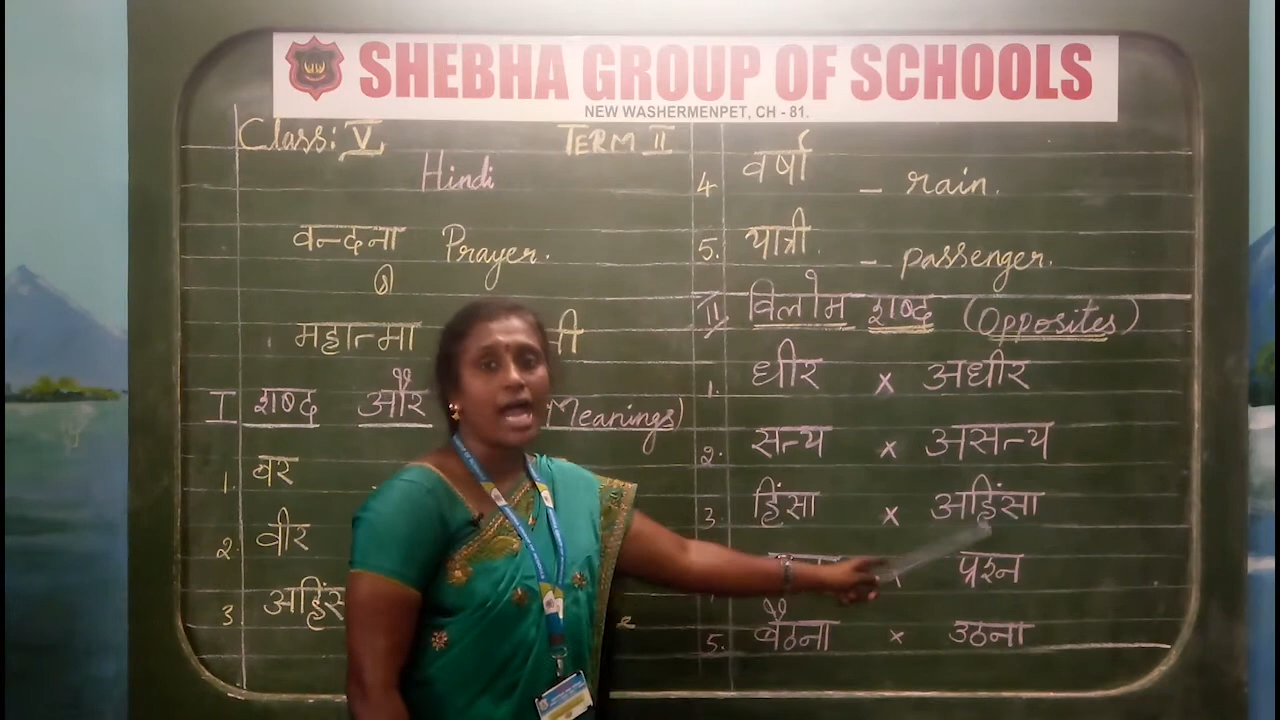 SHEBHA GROUP OF SCHOOLS
NEW WASHERMENPET, CH - 81.
Class: V TERM II
Hindi
वन्दना Prayer.
महात्मा
I शब्द और Meanings)
1. वर
2. वीर
3.
4. वर्षा - rain.
5. यात्री - passenger.
II विलोम शब्द (Opposites)
1. धीर x अधीर
2. सत्य x असत्य
3. हिंसा x अहिंसा
x प्रश्न
5. बैठना x उठना